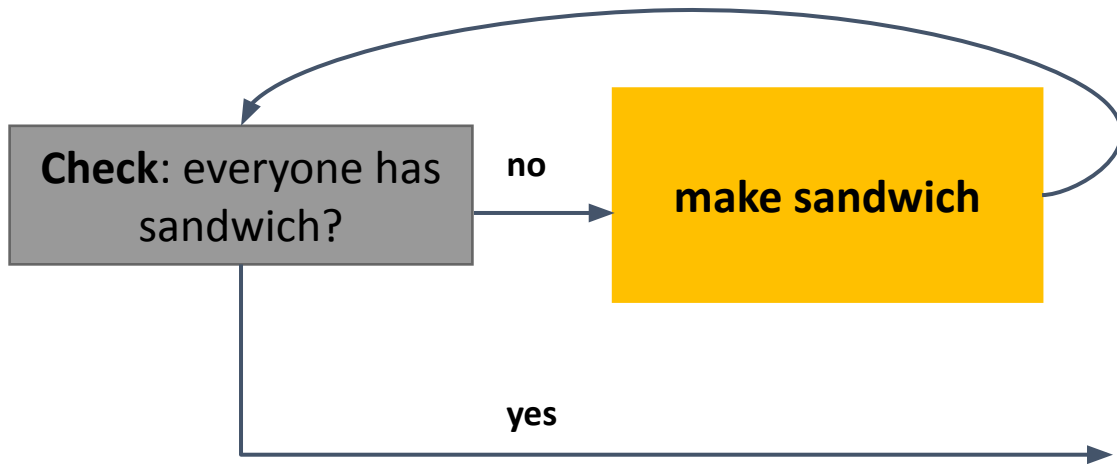 Check: everyone has
sandwich?
no
make sandwich
yes